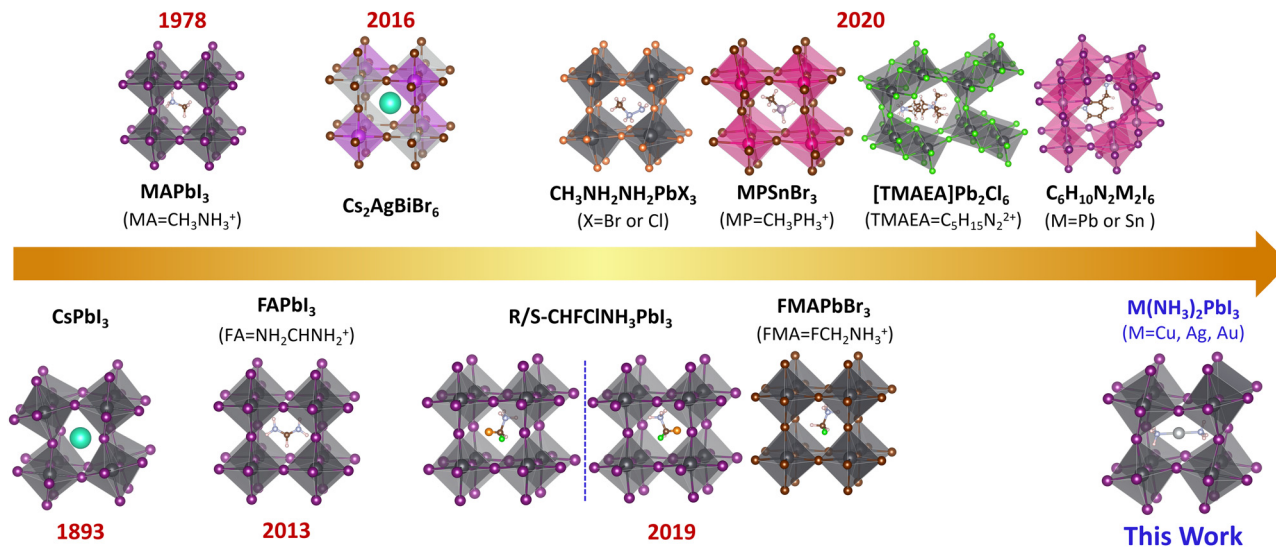 1978
2016
2020
MAPbI₃
(MA=CH₃NH₃⁺)
Cs₂AgBiBr₆
CH₃NH₂NH₂PbX₃
(X=Br or Cl)
MPSnBr₃
(MP=CH₃PH₃⁺)
[TMAEA]Pb₂Cl₆
(TMAEA=C₅H₁₅N₂²⁺)
C₆H₁₀N₂M₂I₆
(M=Pb or Sn )
CsPbI₃
FAPbI₃
(FA=NH₂CHNH₂⁺)
R/S-CHFClNH₃PbI₃
FMAPbBr₃
(FMA=FCH₂NH₃⁺)
M(NH₃)₂PbI₃
(M=Cu, Ag, Au)
1893
2013
2019
This Work